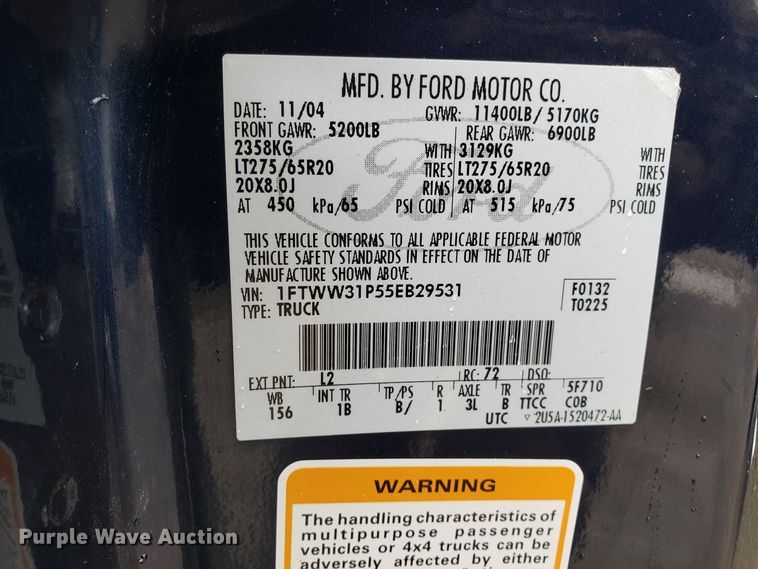 MFD. BY FORD MOTOR CO.
DATE: 11/04 GVWR: 11400LB/ 5170KG
FRONT GAWR: 5200LB REAR GAWR: 6900LB
2358KG WITH 3129KG WITH
LT275/65R20 TIRES LT275/65R20 TIRES
20X8.0J RIMS 20X8.0J RIMS
AT 450 kPa/65 PSI COLD AT 515 kPa/75 PSI COLD
Ford
THIS VEHICLE CONFORMS TO ALL APPLICABLE FEDERAL MOTOR
VEHICLE SAFETY STANDARDS IN EFFECT ON THE DATE OF
MANUFACTURE SHOWN ABOVE.
VIN: 1FTWW31P55EB29531 F0132
TYPE: TRUCK T0225
EXT PNT: L2 RC: 72 DSO:
WB INT TR TP/PS R AXLE TR SPR 5F710
156 1B B/ 1 3L B TTCC COB
UTC ▽ 2U5A-1520472-AA
WARNING
The handling characteristics of
multipurpose passenger
vehicles or 4x4 trucks can be
adversely affected by either
Purple Wave Auction